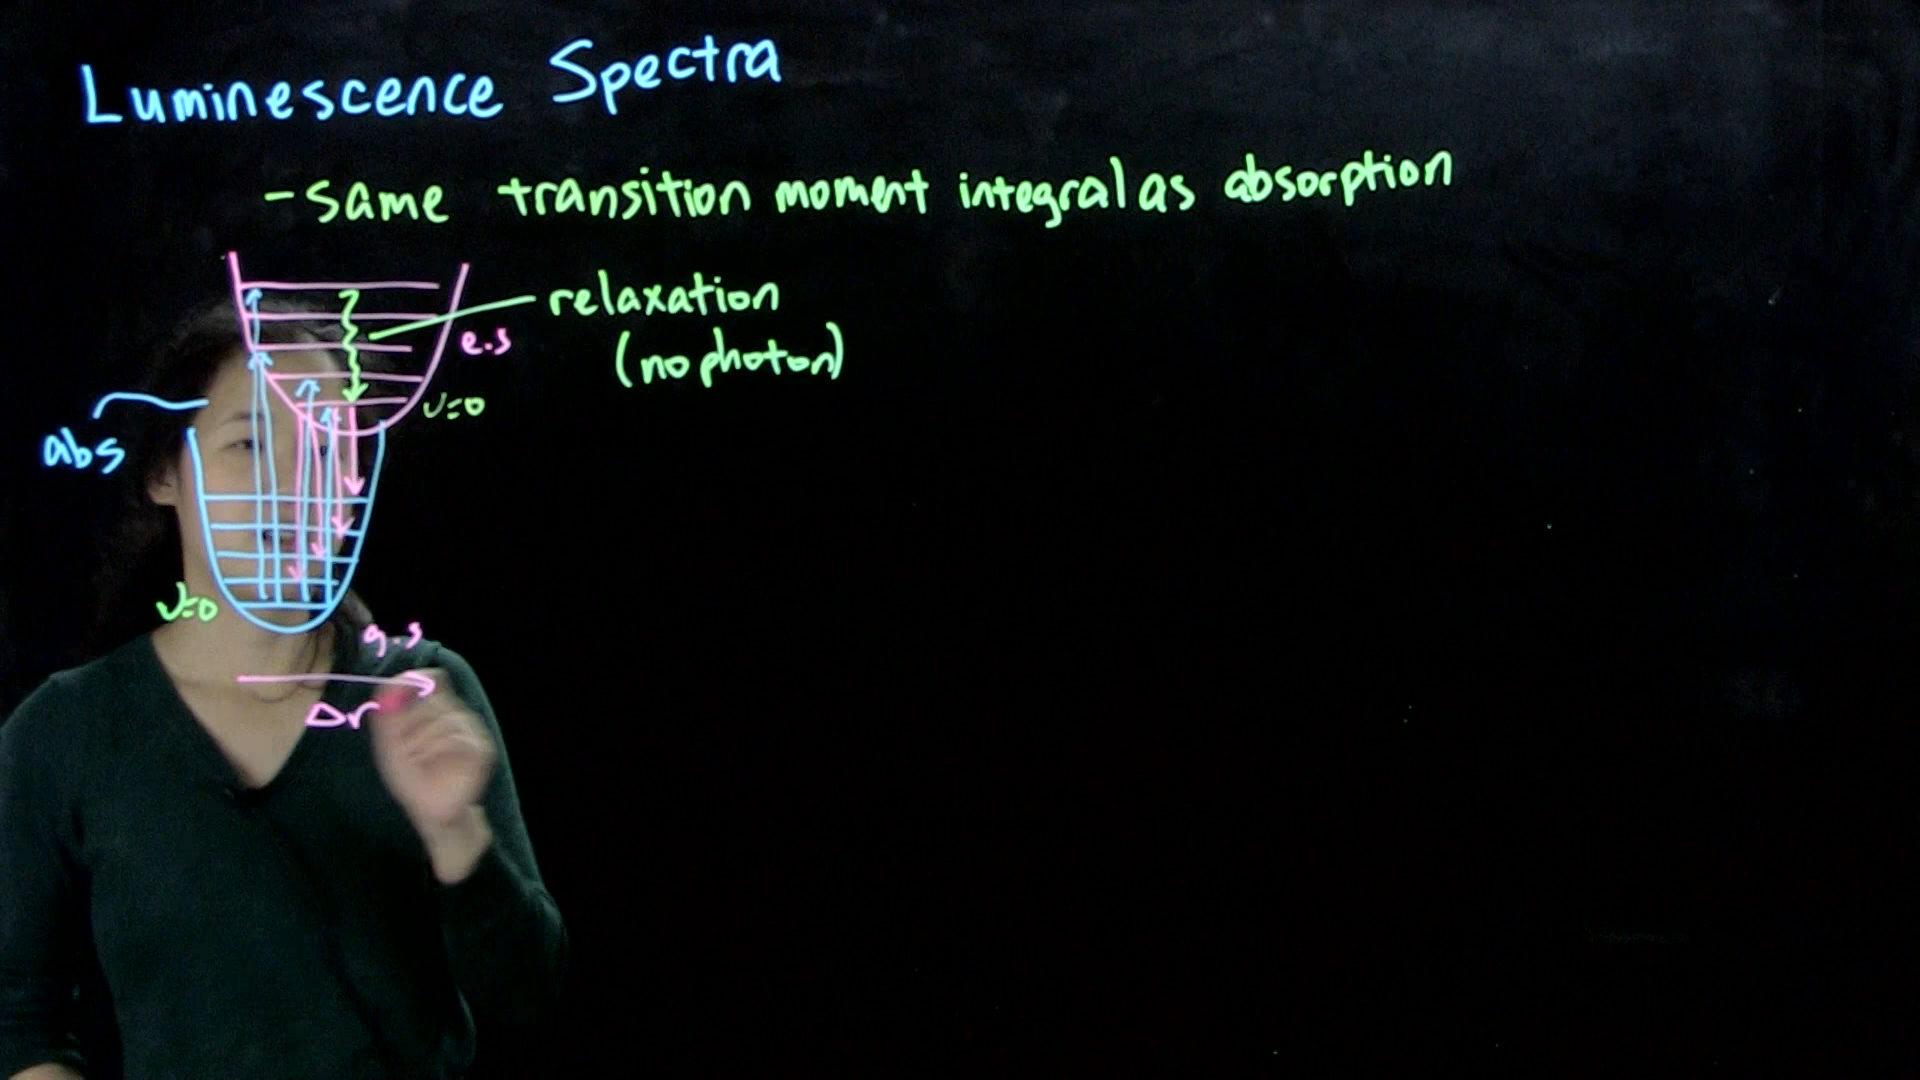 Luminescence Spectra
- same transition moment integral as absorption
relaxation
(no photon)
e.s
v=0
abs
v=0
g.s
Δr